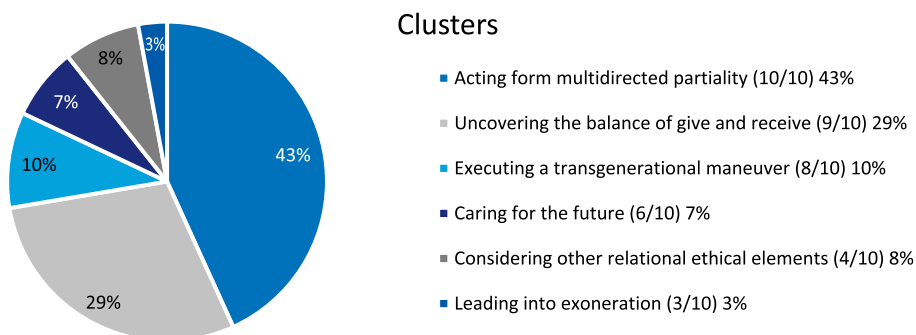 Clusters
3%
8%
7%
10%
29%
43%
Acting form multidirected partiality (10/10) 43%
Uncovering the balance of give and receive (9/10) 29%
Executing a transgenerational maneuver (8/10) 10%
Caring for the future (6/10) 7%
Considering other relational ethical elements (4/10) 8%
Leading into exoneration (3/10) 3%